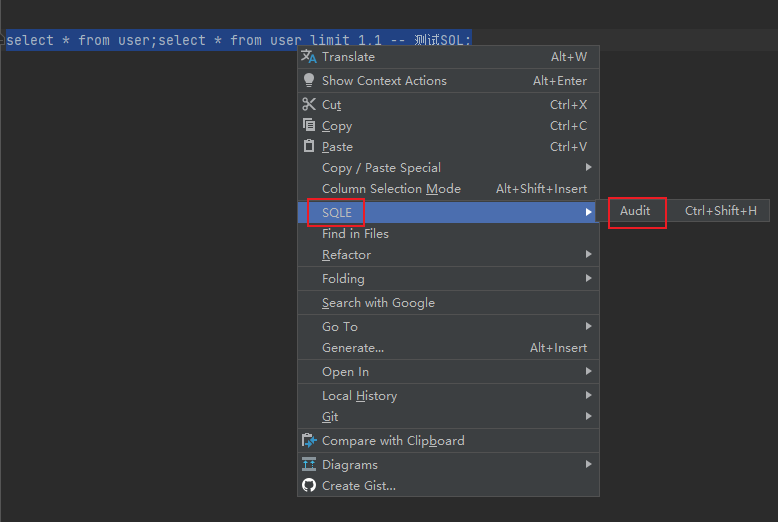 select * from user;select * from user limit 1,1 -- 测试SQL;
Translate Alt+W
Show Context Actions Alt+Enter
Cut Ctrl+X
Copy Ctrl+C
Paste Ctrl+V
Copy / Paste Special
Column Selection Mode Alt+Shift+Insert
SQLE Audit Ctrl+Shift+H
Find in Files
Refactor
Folding
Search with Google
Go To
Generate... Alt+Insert
Open In
Local History
Git
Compare with Clipboard
Diagrams
Create Gist...